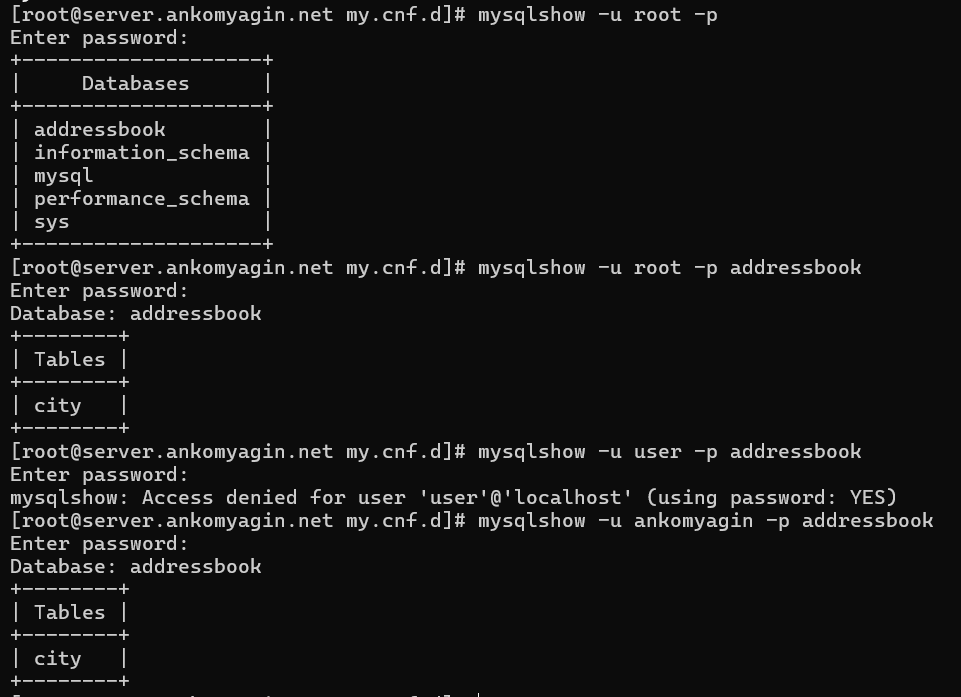 [root@server.ankomyagin.net my.cnf.d]# mysqlshow -u root -p
Enter password:
+--------------------+
|     Databases      |
+--------------------+
| addressbook        |
| information_schema |
| mysql              |
| performance_schema |
| sys                |
+--------------------+
[root@server.ankomyagin.net my.cnf.d]# mysqlshow -u root -p addressbook
Enter password:
Database: addressbook
+--------+
| Tables |
+--------+
| city   |
+--------+
[root@server.ankomyagin.net my.cnf.d]# mysqlshow -u user -p addressbook
Enter password:
mysqlshow: Access denied for user 'user'@'localhost' (using password: YES)
[root@server.ankomyagin.net my.cnf.d]# mysqlshow -u ankomyagin -p addressbook
Enter password:
Database: addressbook
+--------+
| Tables |
+--------+
| city   |
+--------+